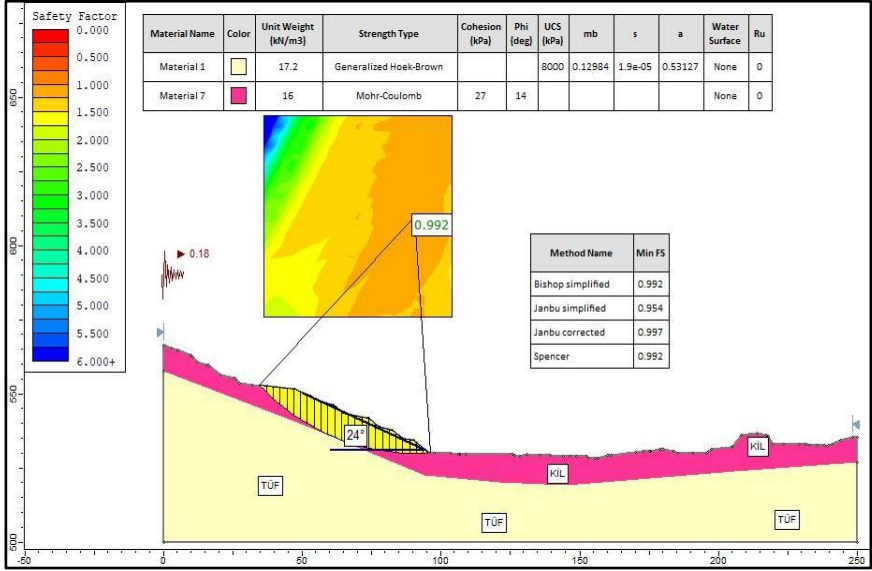 Safety Factor
0.000
0.500
1.000
1.500
2.000
2.500
3.000
3.500
4.000
4.500
5.000
5.500
6.000+
Material Name Color Unit Weight (kN/m3) Strength Type Cohesion (kPa) Phi (deg) UCS (kPa) mb s a Water Surface Ru
Material 1 17.2 Generalized Hoek-Brown 8000 0.12984 1.9e-05 0.53127 None 0
Material 7 16 Mohr-Coulomb 27 14 None 0
0.992
0.18
Method Name Min FS
Bishop simplified 0.992
Janbu simplified 0.954
Janbu corrected 0.997
Spencer 0.992
24°
KİL
KİL
TÜF
TÜF
TÜF
650
600
550
500
-50 0 50 100 150 200 250